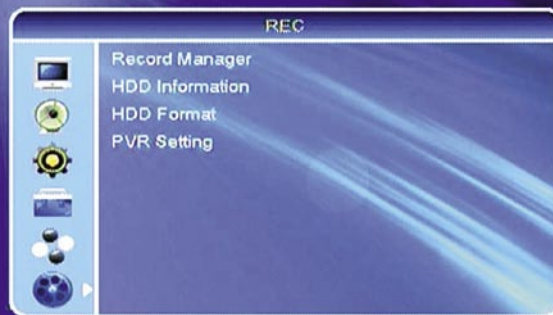 REC
Record Manager
HDD Information
HDD Format
PVR Setting